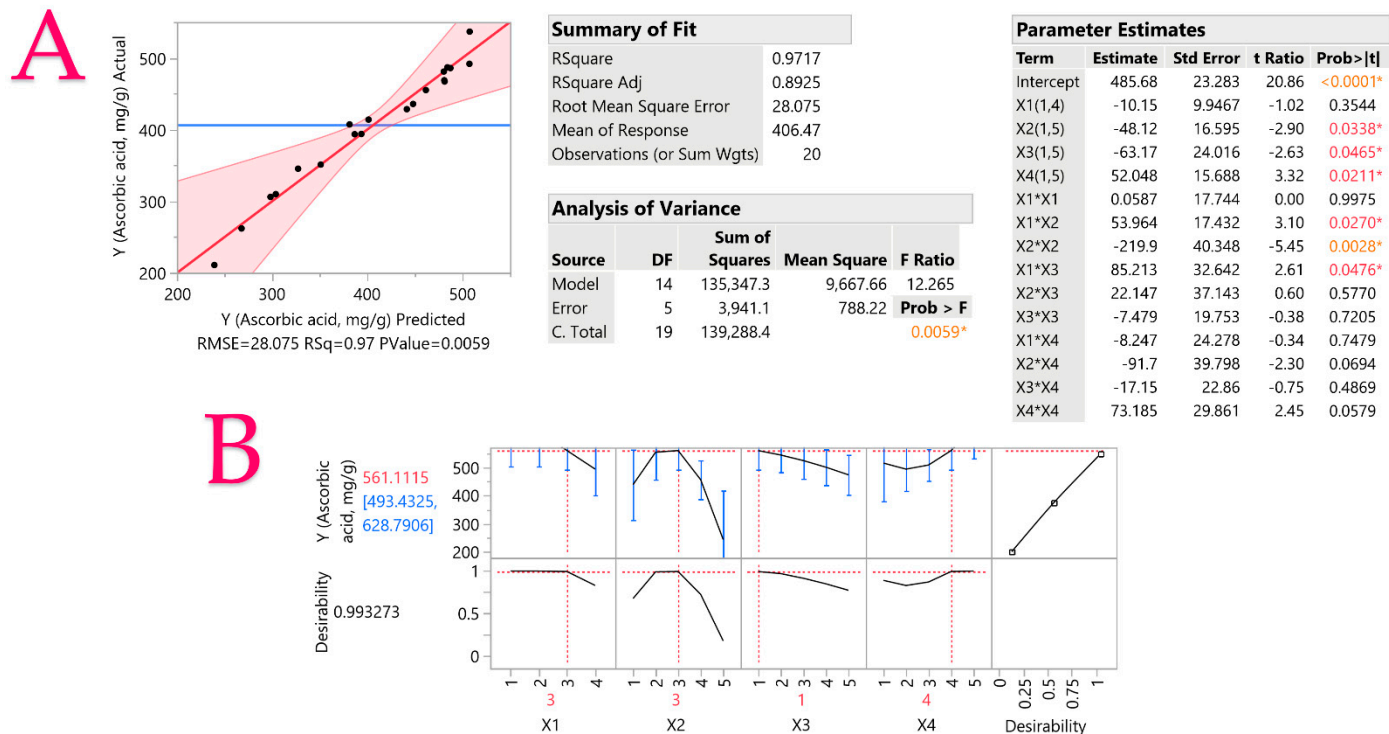 A
Y (Ascorbic acid, mg/g) Actual
500
400
300
200
200 300 400 500
Y (Ascorbic acid, mg/g) Predicted
RMSE=28.075 RSq=0.97 PValue=0.0059
Summary of Fit
RSquare 0.9717
RSquare Adj 0.8925
Root Mean Square Error 28.075
Mean of Response 406.47
Observations (or Sum Wgts) 20
Analysis of Variance
Sum of
Source DF Squares Mean Square F Ratio
Model 14 135,347.3 9,667.66 12.265
Error 5 3,941.1 788.22 Prob > F
C. Total 19 139,288.4 0.0059*
Parameter Estimates
Term Estimate Std Error t Ratio Prob>|t|
Intercept 485.68 23.283 20.86 <0.0001*
X1(1,4) -10.15 9.9467 -1.02 0.3544
X2(1,5) -48.12 16.595 -2.90 0.0338*
X3(1,5) -63.17 24.016 -2.63 0.0465*
X4(1,5) 52.048 15.688 3.32 0.0211*
X1*X1 0.0587 17.744 0.00 0.9975
X1*X2 53.964 17.432 3.10 0.0270*
X2*X2 -219.9 40.348 -5.45 0.0028*
X1*X3 85.213 32.642 2.61 0.0476*
X2*X3 22.147 37.143 0.60 0.5770
X3*X3 -7.479 19.753 -0.38 0.7205
X1*X4 -8.247 24.278 -0.34 0.7479
X2*X4 -91.7 39.798 -2.30 0.0694
X3*X4 -17.15 22.86 -0.75 0.4869
X4*X4 73.185 29.861 2.45 0.0579
B
Y (Ascorbic
acid, mg/g)
561.1115
[493.4325,
628.7906]
500
400
300
200
Desirability
0.993273
1
0.5
0
1 2 3 4 1 2 3 4 5 1 2 3 4 5 1 2 3 4 5 0 0.25 0.5 0.75 1
3 3 1 4
X1 X2 X3 X4 Desirability